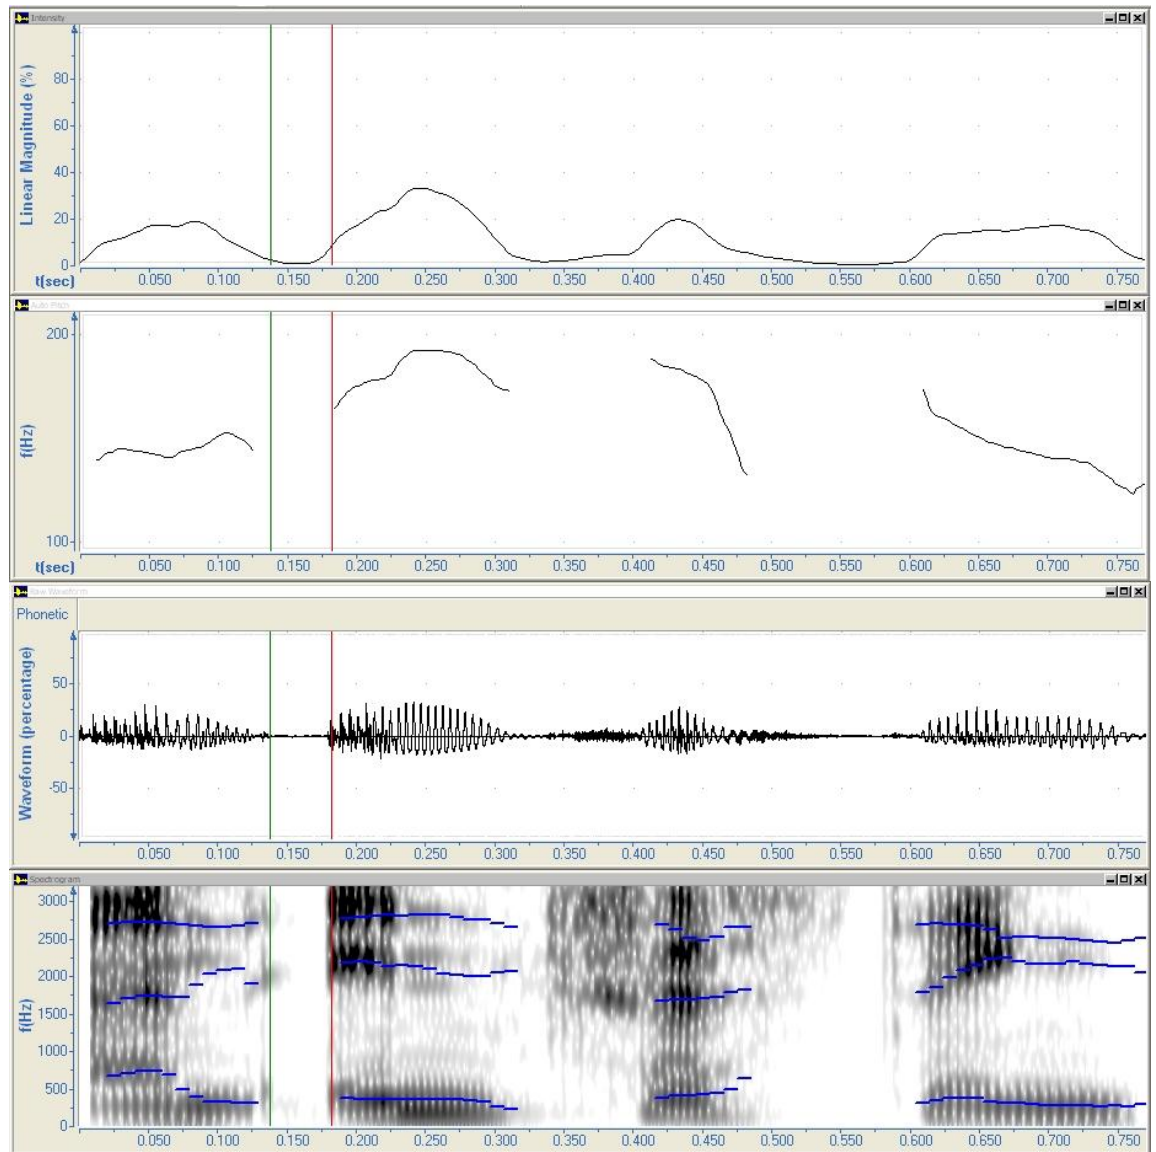 Intensity
Linear Magnitude (%)
80
60
40
20
0
t(sec)
0.050 0.100 0.150 0.200 0.250 0.300 0.350 0.400 0.450 0.500 0.550 0.600 0.650 0.700 0.750
Auto Pitch
f(Hz)
200
100
t(sec)
0.050 0.100 0.150 0.200 0.250 0.300 0.350 0.400 0.450 0.500 0.550 0.600 0.650 0.700 0.750
Raw Waveform
Phonetic
Waveform (percentage)
50
0
-50
0.050 0.100 0.150 0.200 0.250 0.300 0.350 0.400 0.450 0.500 0.550 0.600 0.650 0.700 0.750
Spectrogram
f(Hz)
3000
2500
2000
1500
1000
500
0
0.050 0.100 0.150 0.200 0.250 0.300 0.350 0.400 0.450 0.500 0.550 0.600 0.650 0.700 0.750